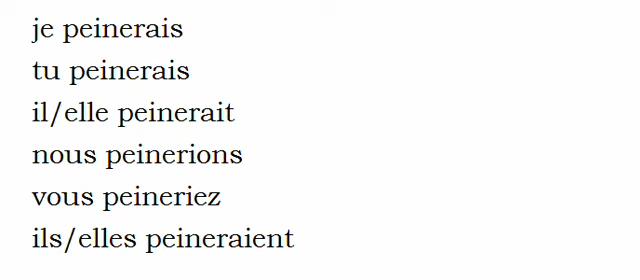 je peinerais
tu peinerais
il/elle peinerait
nous peinerions
vous peineriez
ils/elles peineraient